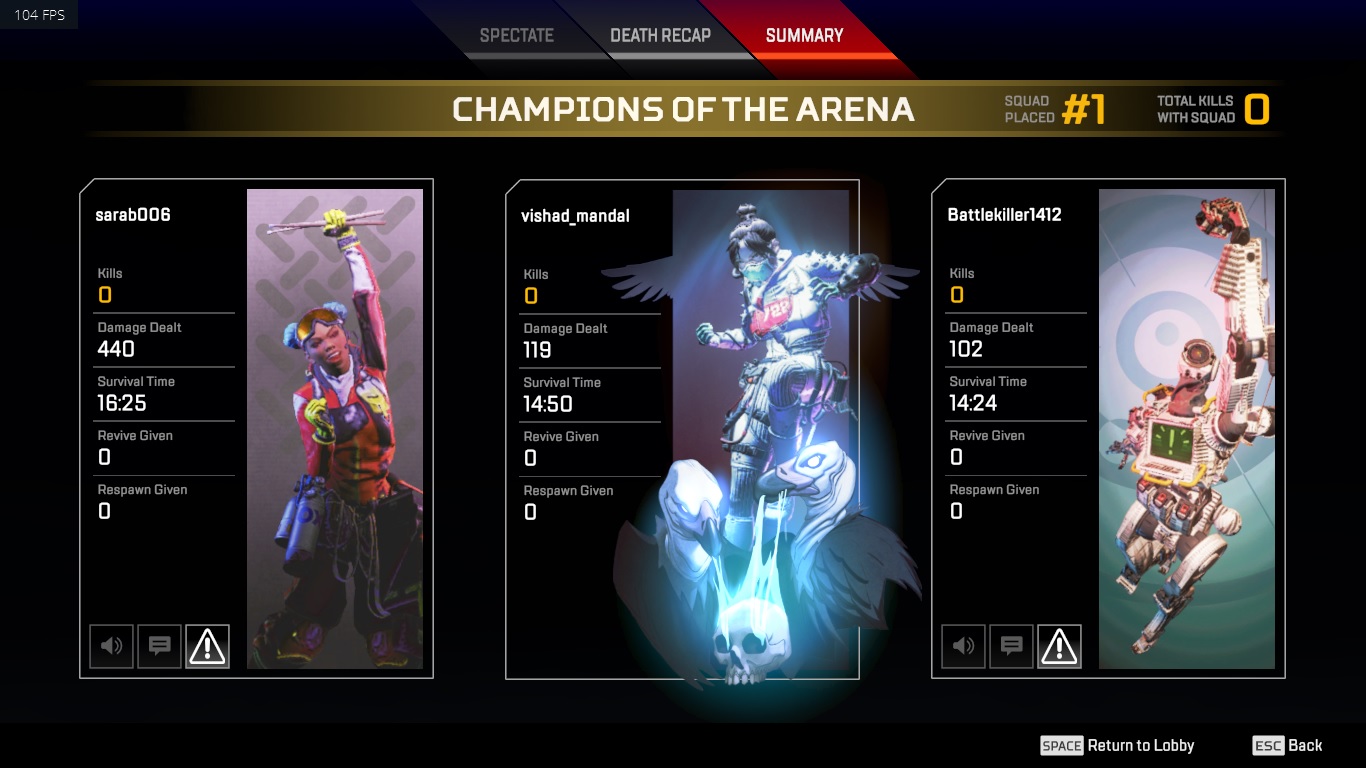 104 FPS
SPECTATE
DEATH RECAP
SUMMARY
CHAMPIONS OF THE ARENA
SQUAD PLACED #1
TOTAL KILLS WITH SQUAD 0
sarab006
Kills
0
Damage Dealt
440
Survival Time
16:25
Revive Given
0
Respawn Given
0
vishad_mandal
Kills
0
Damage Dealt
119
Survival Time
14:50
Revive Given
0
Respawn Given
0
Battlekiller1412
Kills
0
Damage Dealt
102
Survival Time
14:24
Revive Given
0
Respawn Given
0
SPACE Return to Lobby
ESC Back